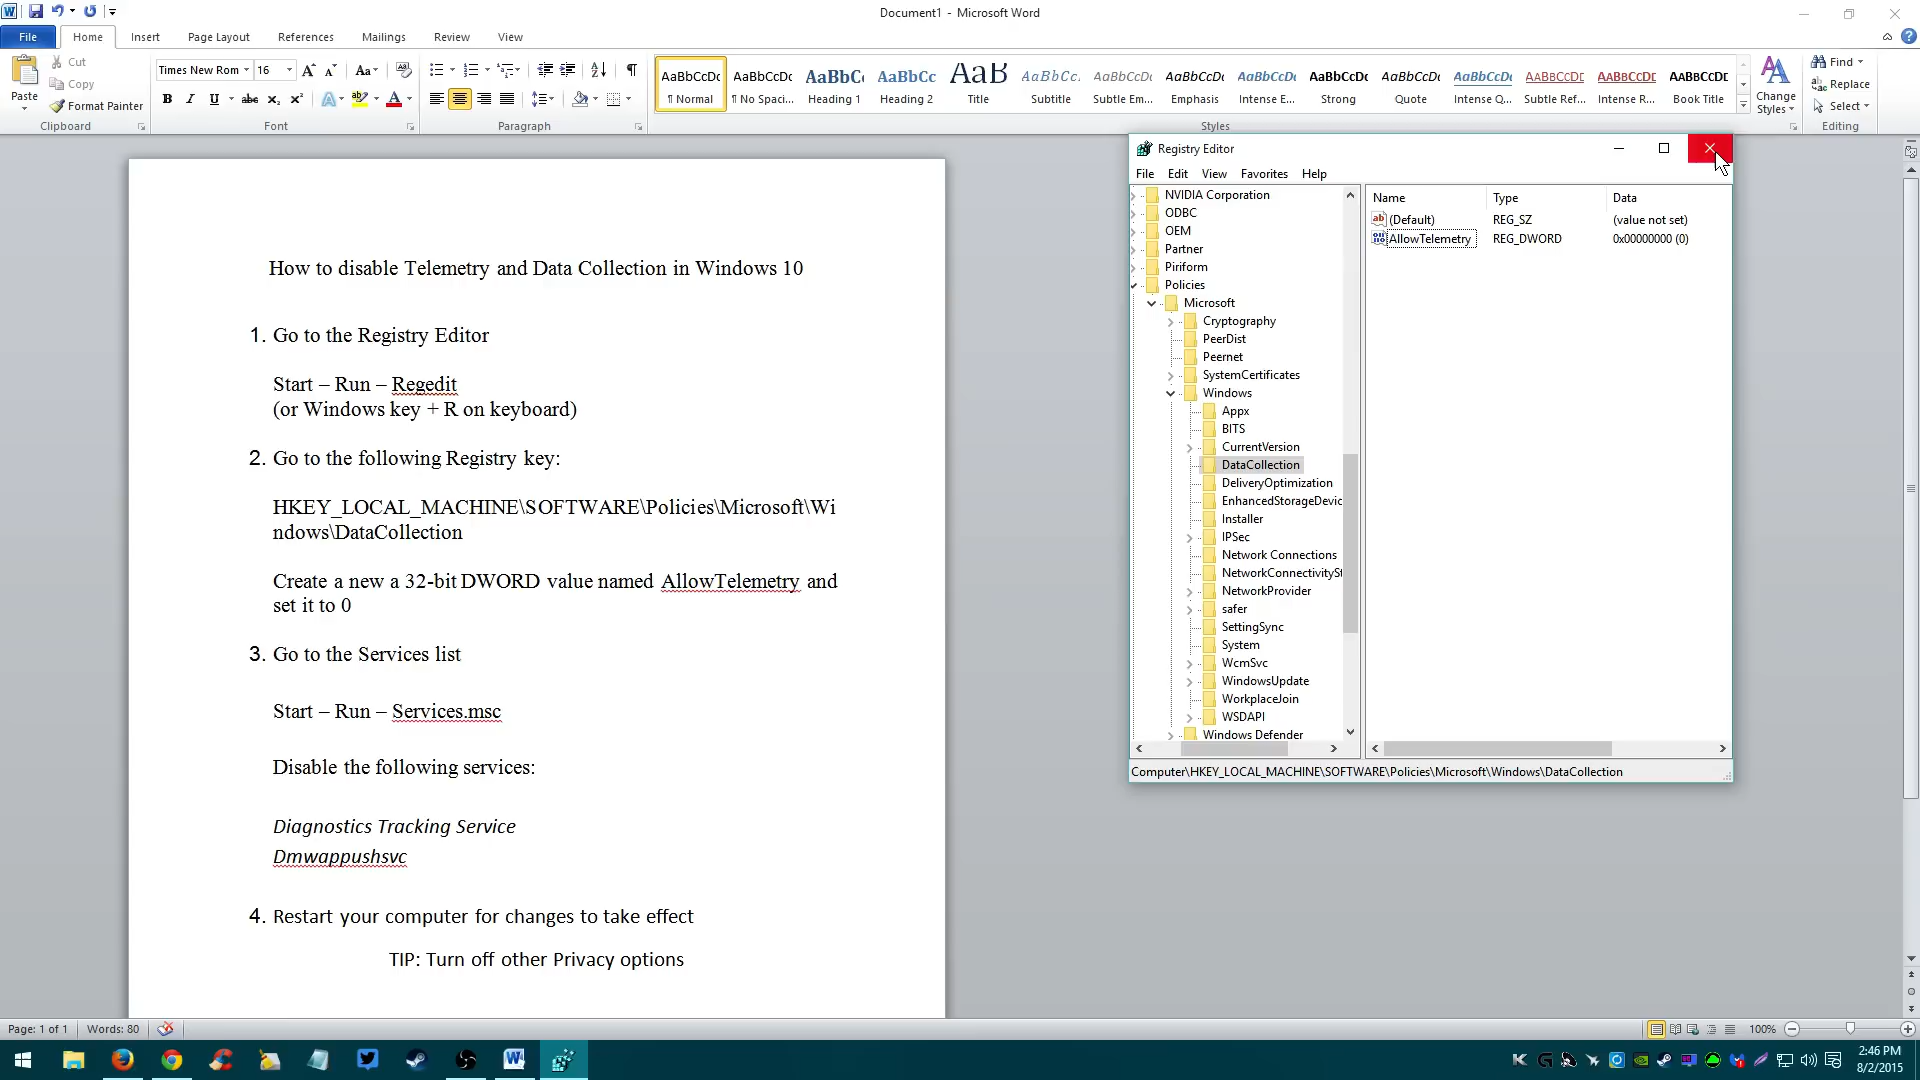 Document1 - Microsoft Word
File Home Insert Page Layout References Mailings Review View
Paste
Cut
Copy
Format Painter
Clipboard
Times New Rom 16
Font
Paragraph
AaBbCcDc AaBbCcDc AaBbC AaBbCc AaB AaBbCc. AaBbCcDc AaBbCcDc AaBbCcDc AaBbCcDc AaBbCcDc AaBbCcDc AABBCCDC AABBCCDC AABBCCDC
¶ Normal ¶ No Spaci... Heading 1 Heading 2 Title Subtitle Subtle Em... Emphasis Intense E... Strong Quote Intense Q... Subtle Ref... Intense R... Book Title
Styles
Change
Styles
Find
Replace
Select
Editing
How to disable Telemetry and Data Collection in Windows 10
1. Go to the Registry Editor
Start – Run – Regedit
(or Windows key + R on keyboard)
2. Go to the following Registry key:
HKEY_LOCAL_MACHINE\SOFTWARE\Policies\Microsoft\Wi
ndows\DataCollection
Create a new a 32-bit DWORD value named AllowTelemetry and
set it to 0
3. Go to the Services list
Start – Run – Services.msc
Disable the following services:
Diagnostics Tracking Service
Dmwappushsvc
4. Restart your computer for changes to take effect
TIP: Turn off other Privacy options
Registry Editor
File Edit View Favorites Help
NVIDIA Corporation
ODBC
OEM
Partner
Piriform
Policies
Microsoft
Cryptography
PeerDist
Peernet
SystemCertificates
Windows
Appx
BITS
CurrentVersion
DataCollection
DeliveryOptimization
EnhancedStorageDevic
Installer
IPSec
Network Connections
NetworkConnectivitySt
NetworkProvider
safer
SettingSync
System
WcmSvc
WindowsUpdate
WorkplaceJoin
WSDAPI
Windows Defender
Name Type Data
(Default) REG_SZ (value not set)
AllowTelemetry REG_DWORD 0x00000000 (0)
Computer\HKEY_LOCAL_MACHINE\SOFTWARE\Policies\Microsoft\Windows\DataCollection
Page: 1 of 1 Words: 80
100%
2:46 PM
8/2/2015